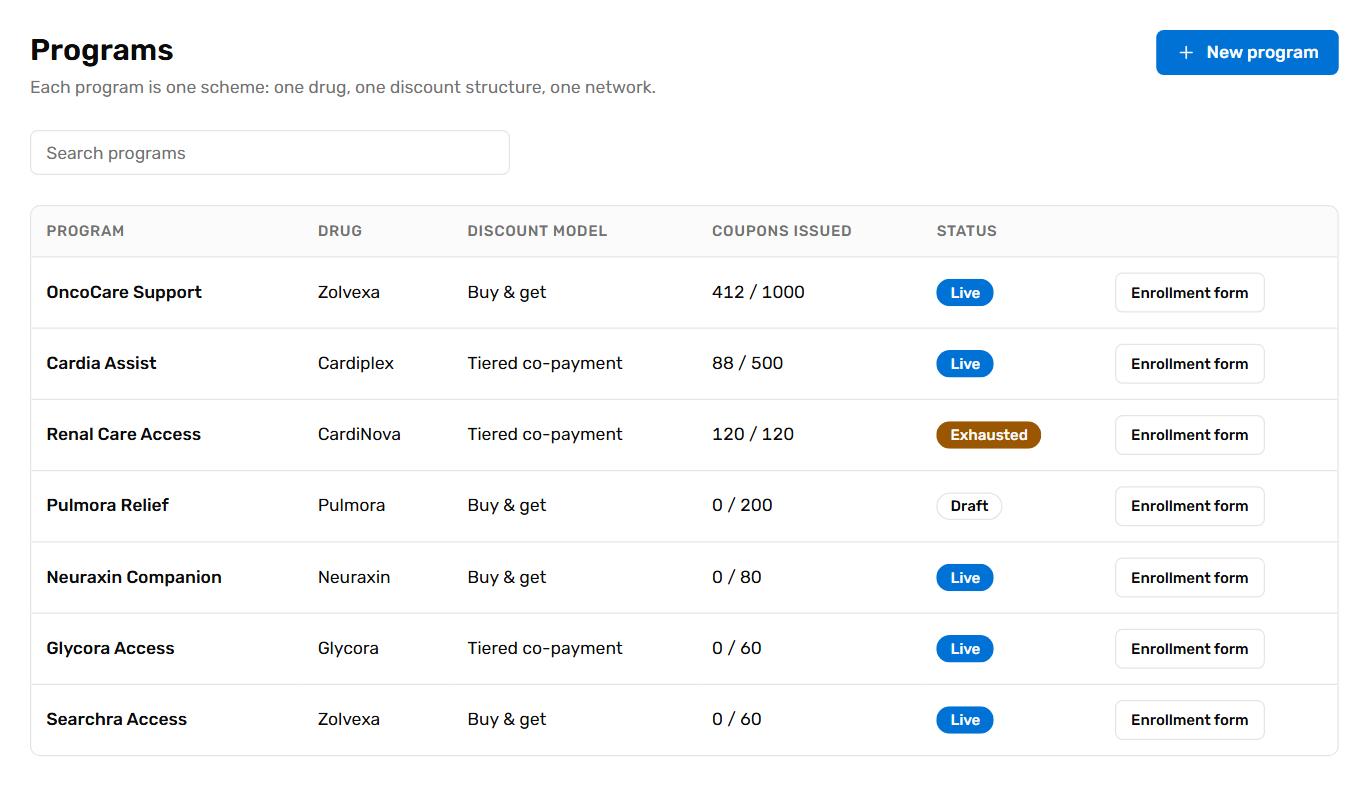 Programs
+ New program
Each program is one scheme: one drug, one discount structure, one network.
Search programs
PROGRAM DRUG DISCOUNT MODEL COUPONS ISSUED STATUS
OncoCare Support Zolvexa Buy & get 412 / 1000 Live Enrollment form
Cardia Assist Cardiplex Tiered co-payment 88 / 500 Live Enrollment form
Renal Care Access CardiNova Tiered co-payment 120 / 120 Exhausted Enrollment form
Pulmora Relief Pulmora Buy & get 0 / 200 Draft Enrollment form
Neuraxin Companion Neuraxin Buy & get 0 / 80 Live Enrollment form
Glycora Access Glycora Tiered co-payment 0 / 60 Live Enrollment form
Searchra Access Zolvexa Buy & get 0 / 60 Live Enrollment form